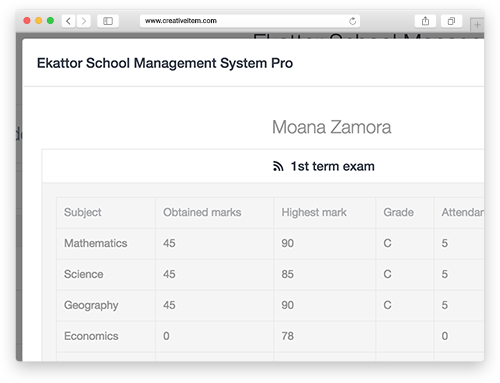 www.creativeitem.com
Ekattor School Management System Pro
Moana Zamora
1st term exam
Subject Obtained marks Highest mark Grade
Mathematics 45 90 C 5
Science 45 85 C 5
Geography 45 90 C 5
Economics 0 78 0